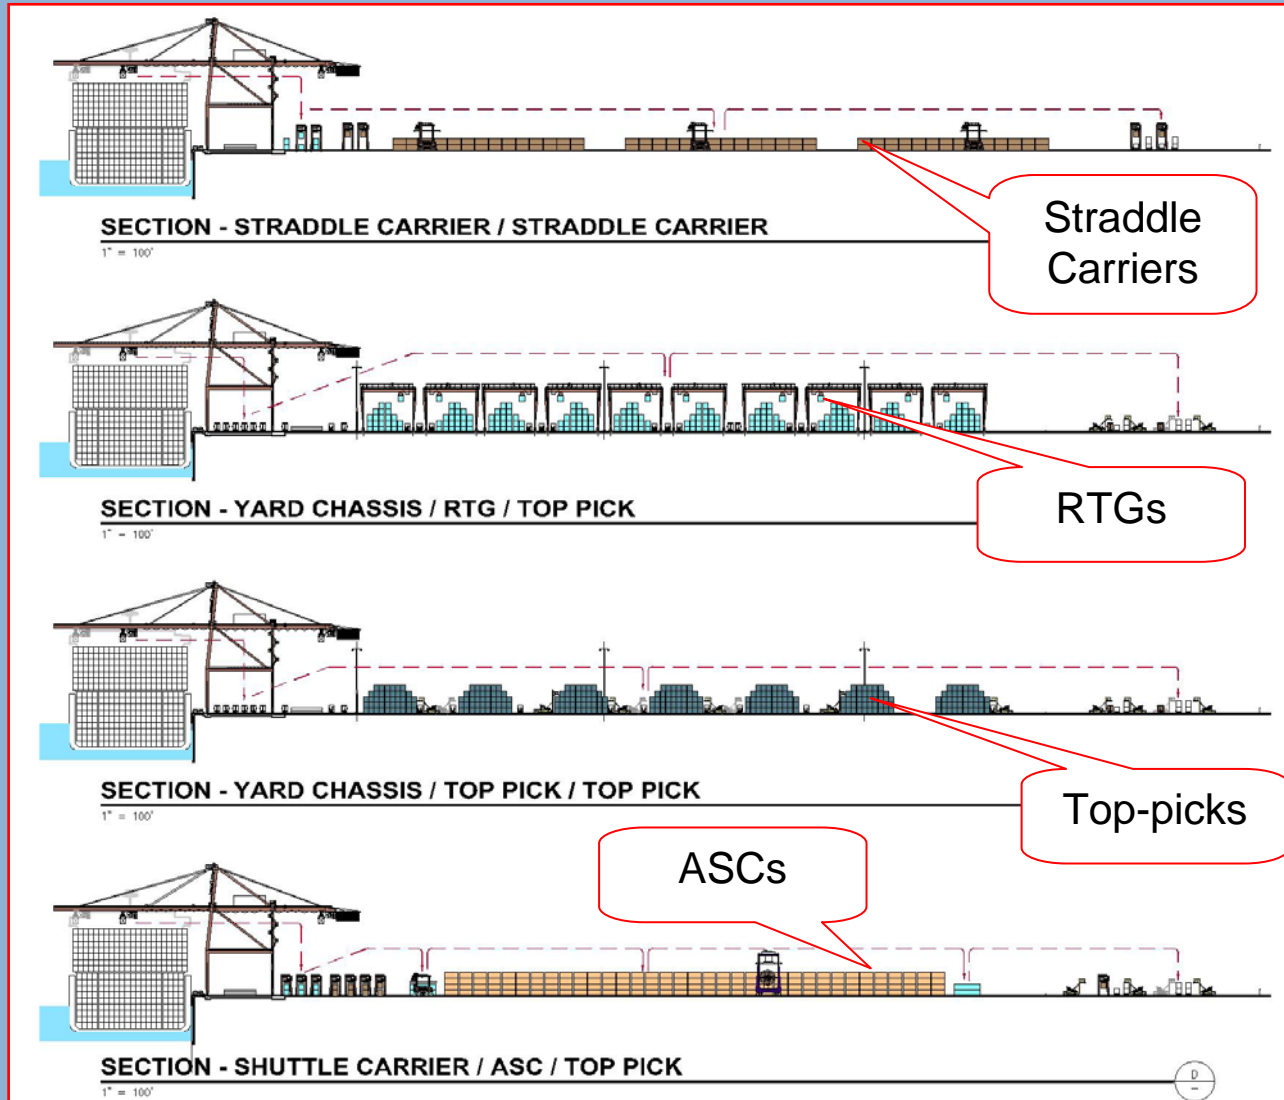 SECTION - STRADDLE CARRIER / STRADDLE CARRIER
1" = 100'
Straddle
Carriers
SECTION - YARD CHASSIS / RTG / TOP PICK
1" = 100'
RTGs
SECTION - YARD CHASSIS / TOP PICK / TOP PICK
1" = 100'
Top-picks
ASCs
SECTION - SHUTTLE CARRIER / ASC / TOP PICK
1" = 100'
D
–